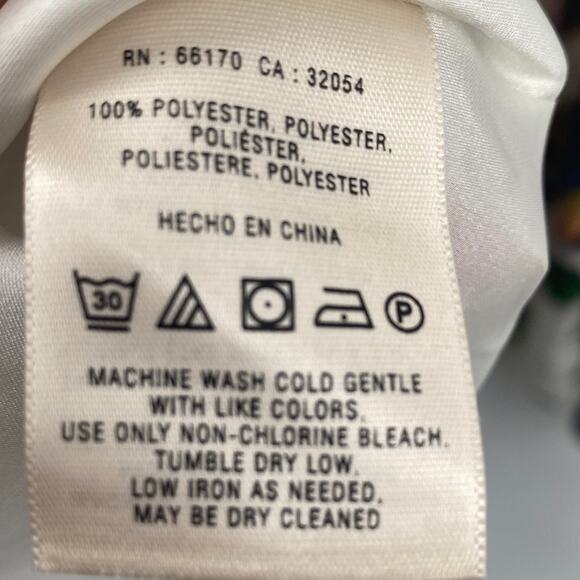 RN : 66170 CA : 32054
100% POLYESTER, POLYESTER,
POLIÉSTER,
POLIESTERE, POLYESTER
HECHO EN CHINA
30 P
MACHINE WASH COLD GENTLE
WITH LIKE COLORS.
USE ONLY NON-CHLORINE BLEACH.
TUMBLE DRY LOW.
LOW IRON AS NEEDED,
MAY BE DRY CLEANED